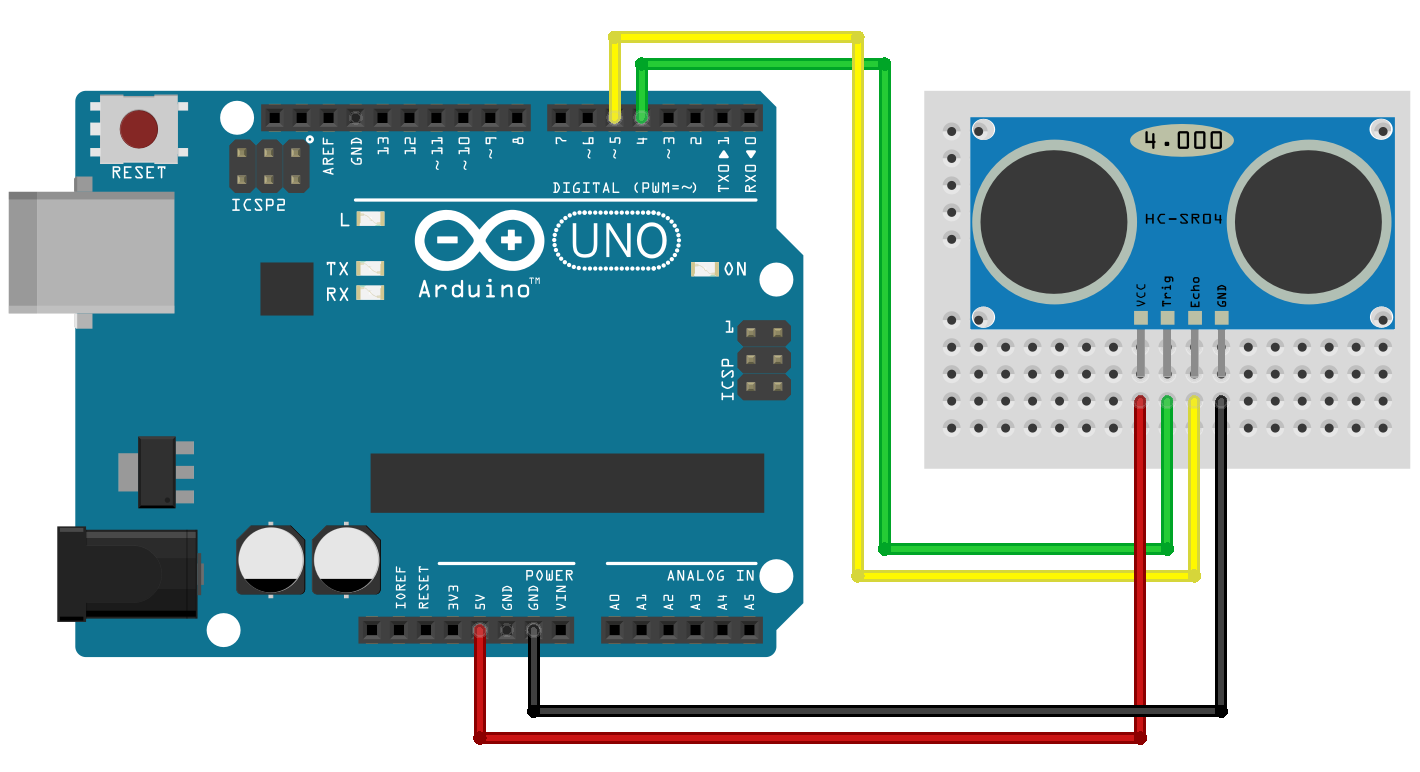 RESET
ICSP2
AREF
GND
13
12
~11
~10
~9
8
7
~6
~5
4
~3
2
TX0▶1
RX0◀0
DIGITAL (PWM=~)
L
TX
RX
UNO
Arduino™
ON
1
ICSP
IOREF
RESET
3V3
5V
GND
GND
VIN
POWER
ANALOG IN
A0
A1
A2
A3
A4
A5
4.000
HC-SR04
VCC
Trig
Echo
GND